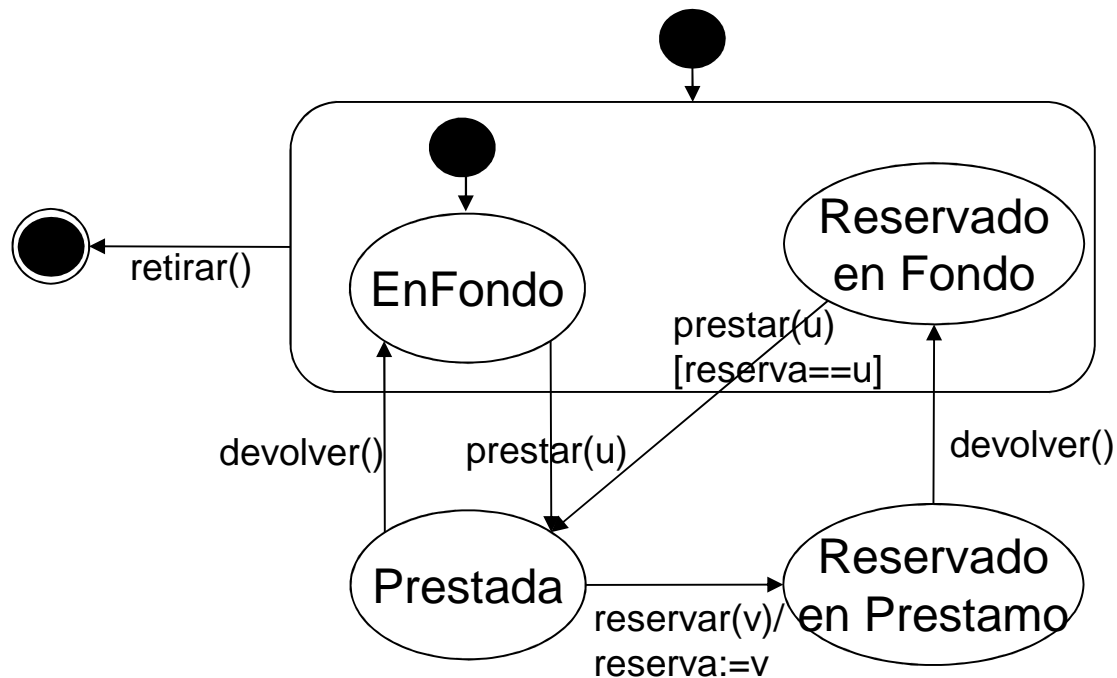 Reservado
en Fondo
EnFondo
retirar()
prestar(u)
[reserva==u]
devolver()
prestar(u)
devolver()
Prestada
Reservado
en Prestamo
reservar(v)/
reserva:=v